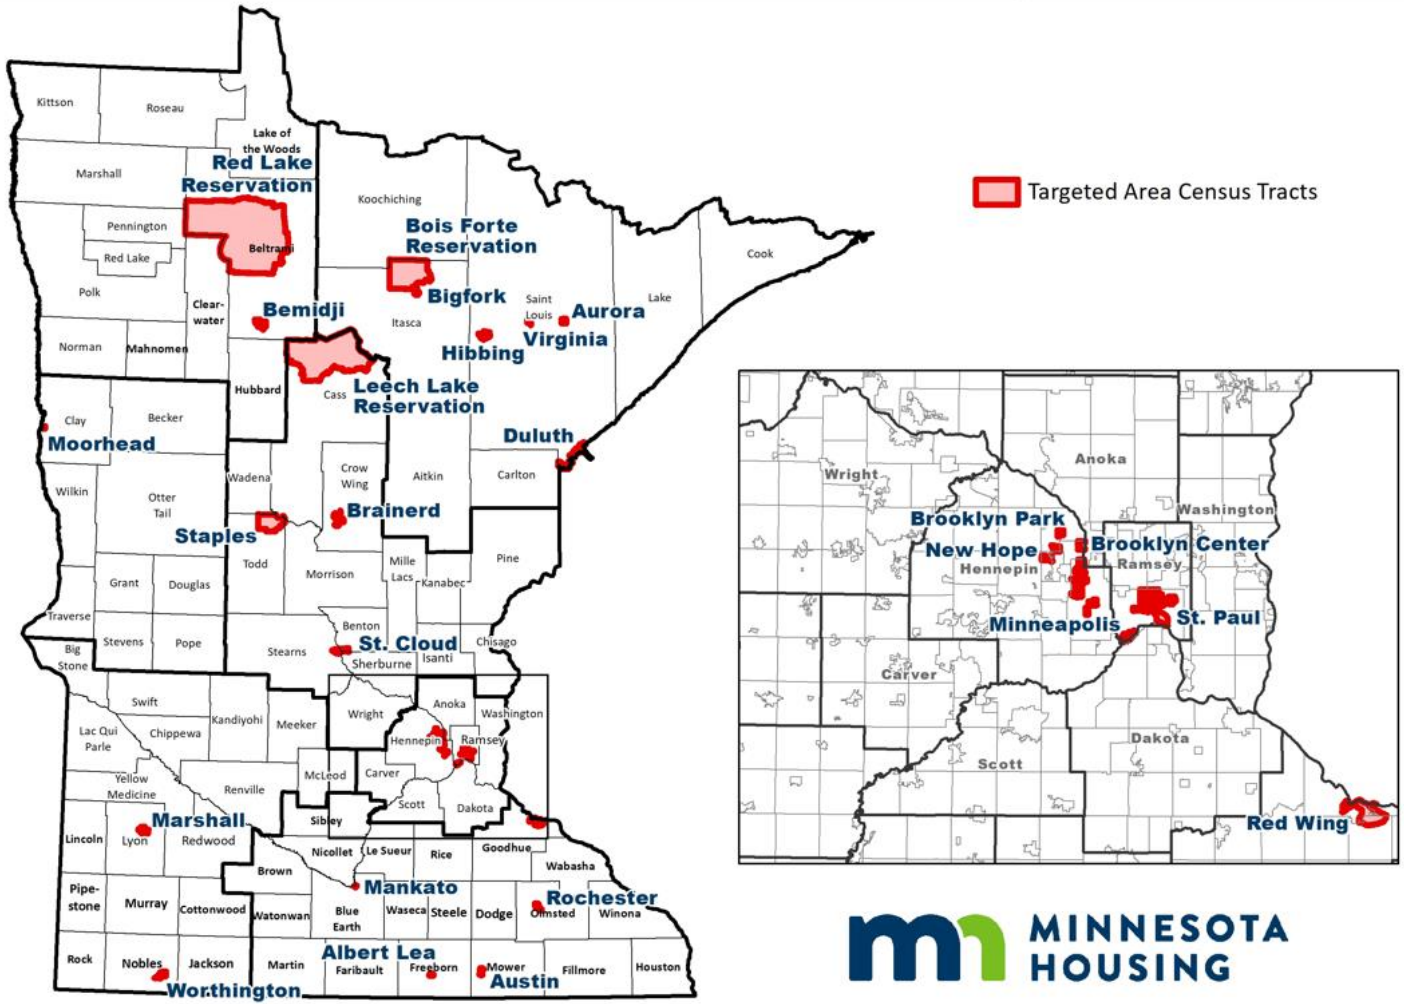 Kittson
Roseau
Lake of
the Woods
Red Lake
Reservation
Marshall
Koochiching
Pennington
Red Lake
Beltrami
Bois Forte
Reservation
Cook
Polk
Clear-
water
Bemidji
Bigfork
Itasca
Saint
Louis
Lake
Aurora
Virginia
Hibbing
Norman
Mahnomen
Hubbard
Cass
Leech Lake
Reservation
Clay
Becker
Moorhead
Duluth
Wadena
Crow
Wing
Aitkin
Carlton
Wilkin
Otter
Tail
Brainerd
Staples
Todd
Morrison
Mille
Lacs
Kanabec
Pine
Grant
Douglas
Traverse
Benton
St. Cloud
Chisago
Big
Stone
Stevens
Pope
Stearns
Sherburne
Isanti
Swift
Kandiyohi
Meeker
Wright
Anoka
Washington
Lac Qui
Parle
Chippewa
Hennepin
Ramsey
Yellow
Medicine
Renville
McLeod
Carver
Scott
Dakota
Marshall
Sibley
Lincoln
Lyon
Redwood
Nicollet
Le Sueur
Rice
Goodhue
Wabasha
Brown
Mankato
Pipe-
stone
Murray
Cottonwood
Watonwan
Blue
Earth
Waseca
Steele
Dodge
Rochester
Olmsted
Winona
Rock
Nobles
Jackson
Martin
Albert Lea
Faribault
Freeborn
Mower
Austin
Fillmore
Houston
Worthington
Targeted Area Census Tracts
Wright
Anoka
Washington
Brooklyn Park
New Hope
Hennepin
Brooklyn Center
Ramsey
Minneapolis
St. Paul
Carver
Scott
Dakota
Red Wing
mn
MINNESOTA
HOUSING